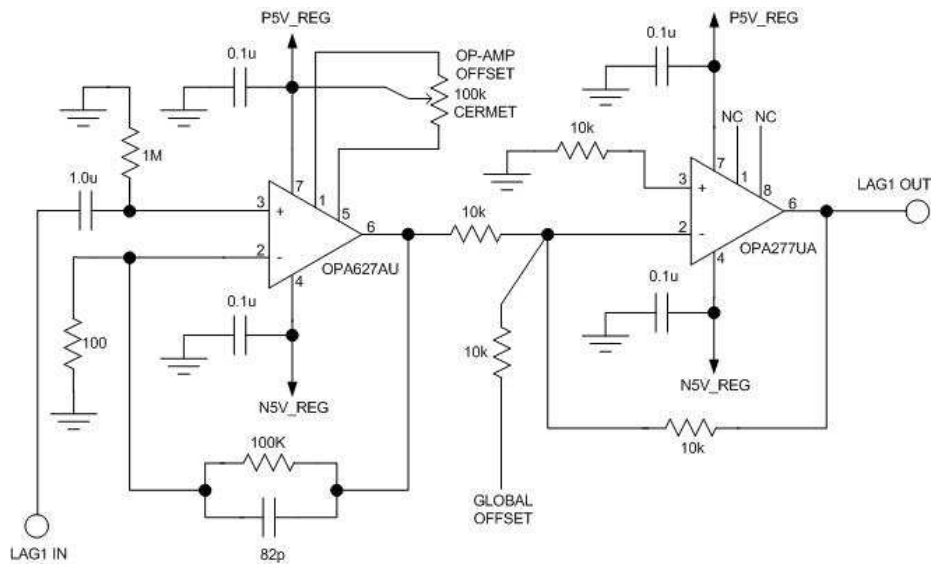 P5V_REG
P5V_REG
0.1u
OP-AMP
OFFSET
100k
CERMET
0.1u
NC NC
10k
1M
1.0u
7
1
5
3
+
2
-
6
4
OPA627AU
10k
7
1
8
3
+
2
-
6
4
OPA277UA
LAG1 OUT
0.1u
0.1u
100
10k
N5V_REG
N5V_REG
100K
10k
82p
GLOBAL
OFFSET
LAG1 IN